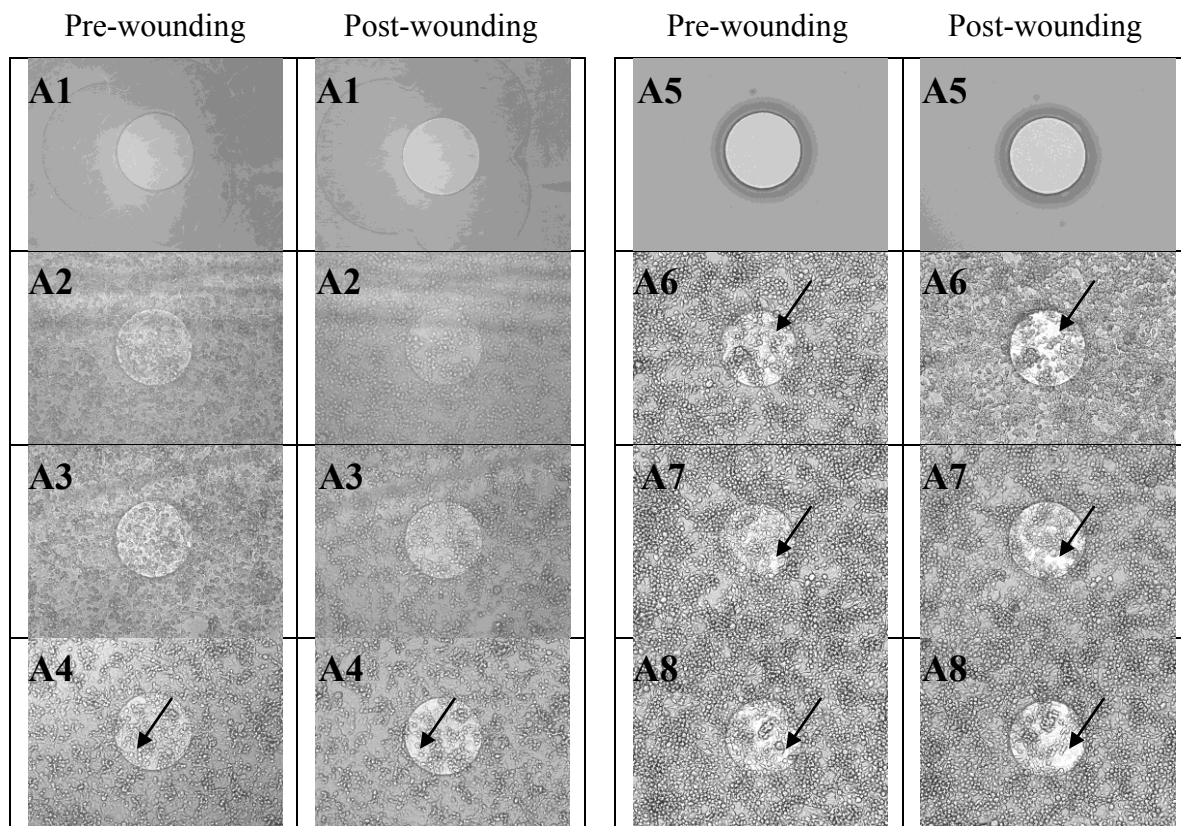 Pre-wounding Post-wounding Pre-wounding Post-wounding
A1 A1 A5 A5
A2 A2 A6 A6
A3 A3 A7 A7
A4 A4 A8 A8